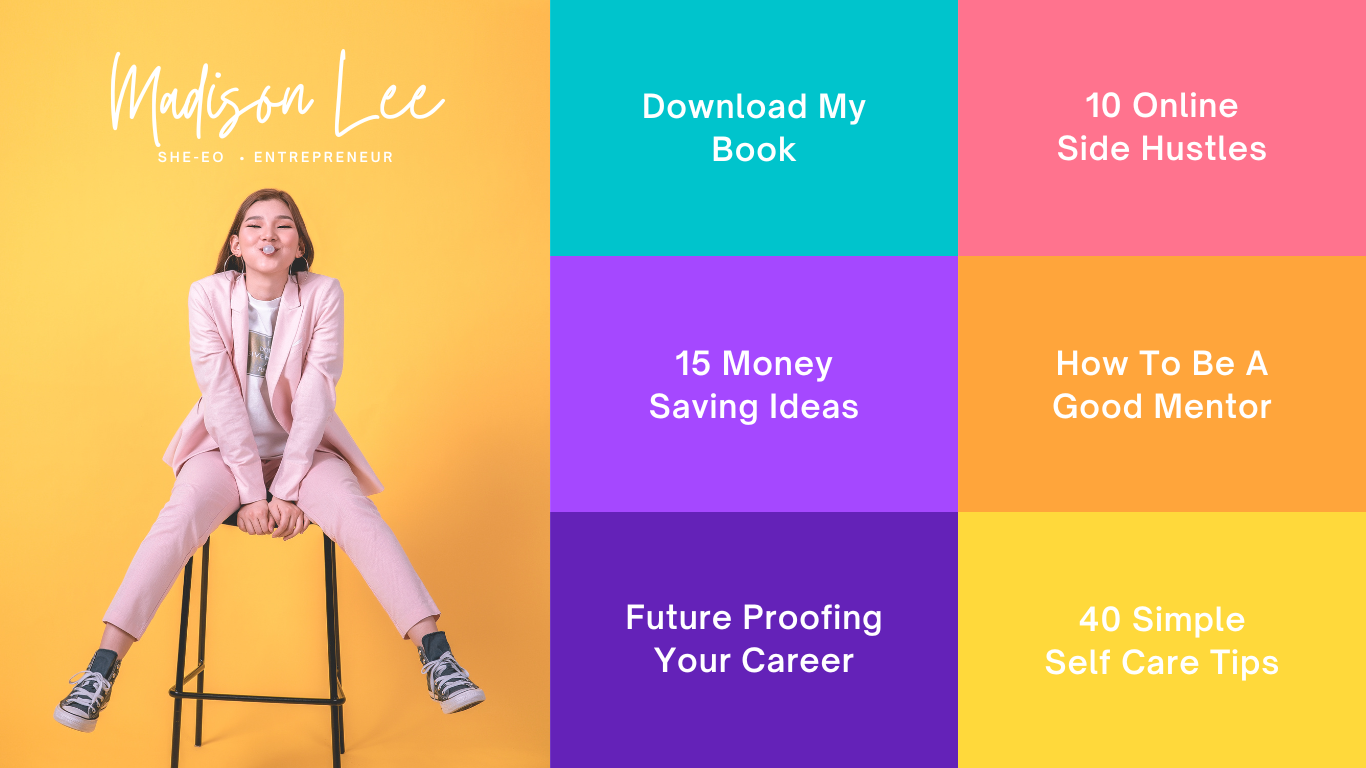 Madison Lee
SHE-EO • ENTREPRENEUR
Download My
Book
10 Online
Side Hustles
15 Money
Saving Ideas
How To Be A
Good Mentor
Future Proofing
Your Career
40 Simple
Self Care Tips